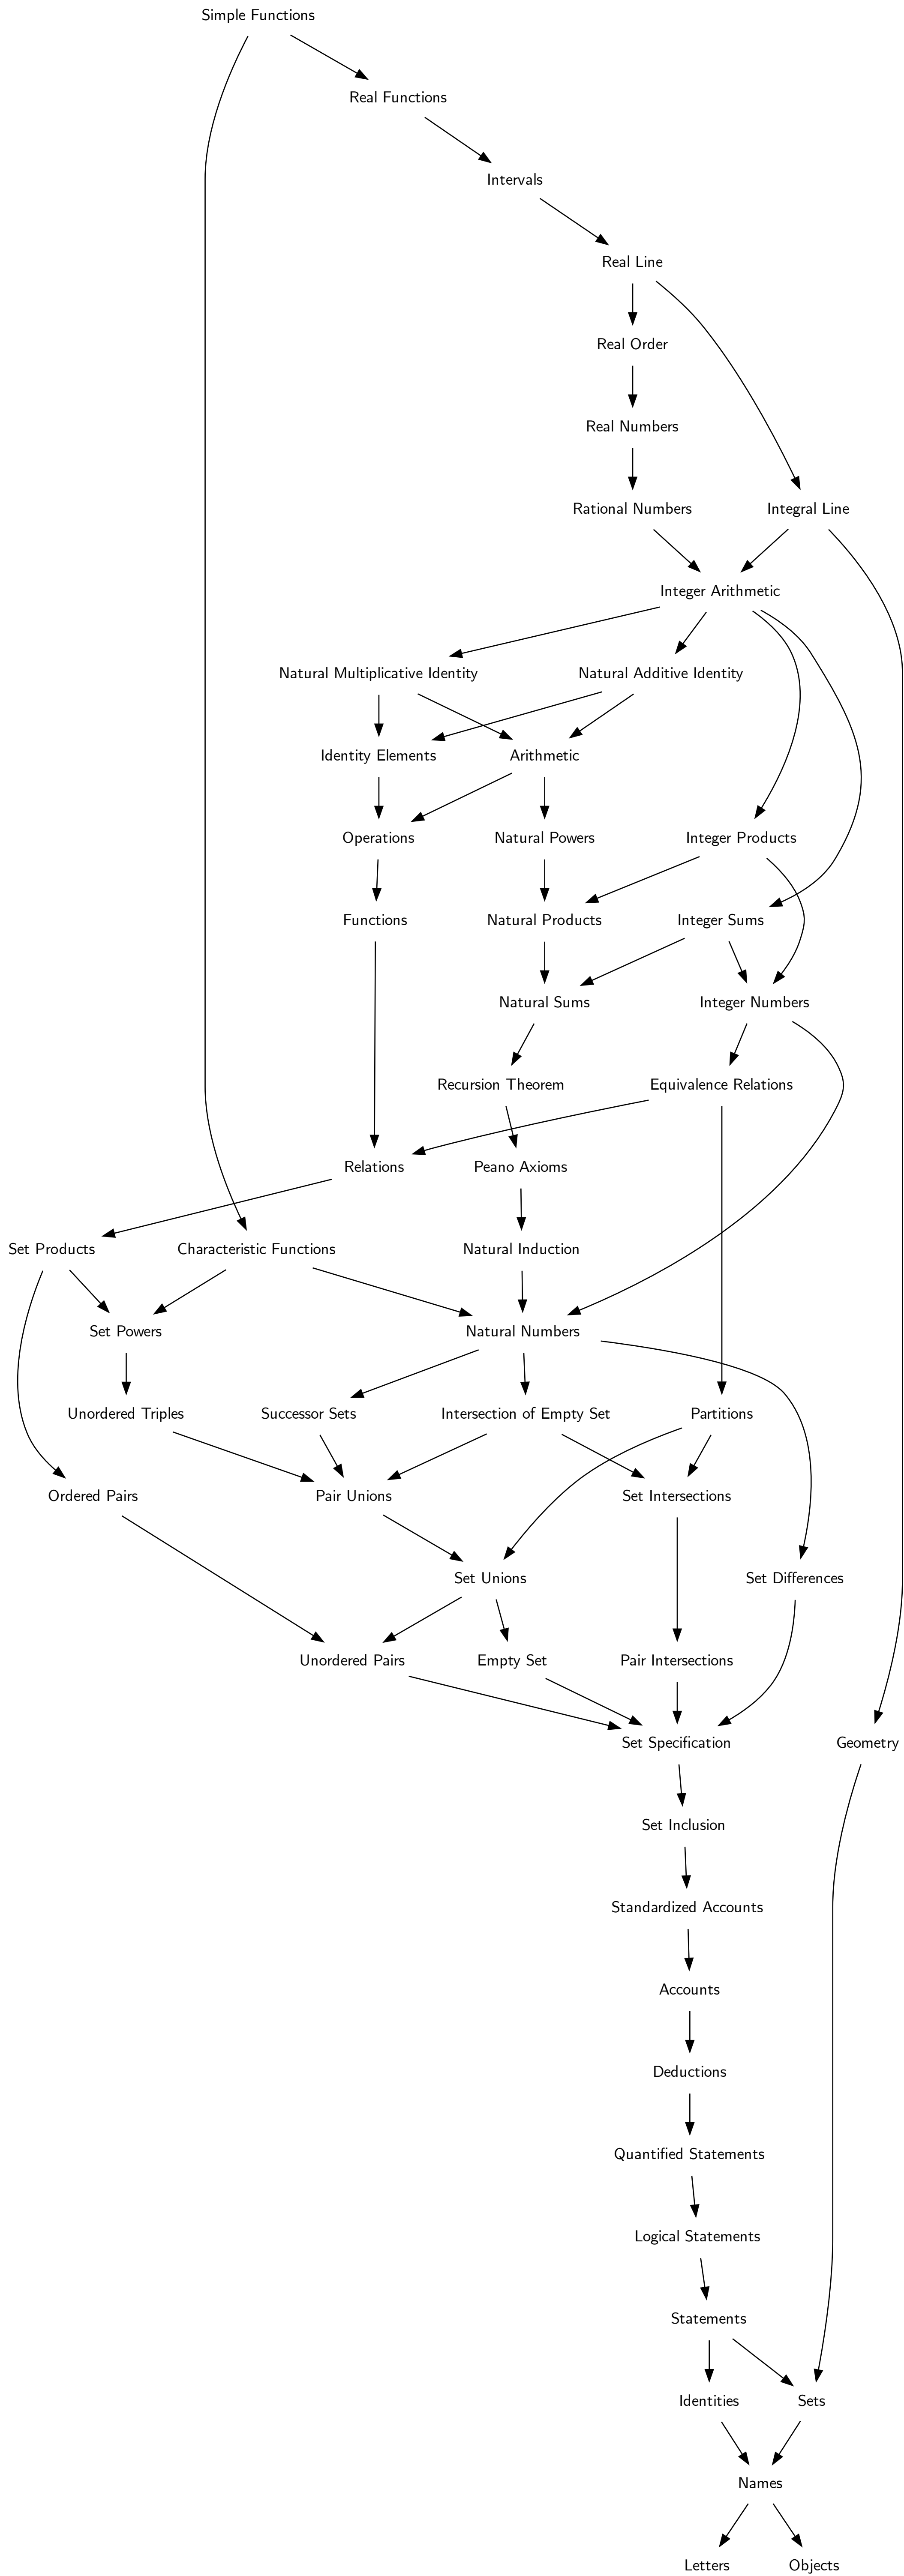 Simple Functions
Real Functions
Intervals
Real Line
Real Order
Real Numbers
Rational Numbers
Integral Line
Integer Arithmetic
Natural Multiplicative Identity
Natural Additive Identity
Identity Elements
Arithmetic
Operations
Natural Powers
Integer Products
Functions
Natural Products
Integer Sums
Natural Sums
Integer Numbers
Recursion Theorem
Equivalence Relations
Relations
Peano Axioms
Set Products
Characteristic Functions
Natural Induction
Set Powers
Natural Numbers
Unordered Triples
Successor Sets
Intersection of Empty Set
Partitions
Ordered Pairs
Pair Unions
Set Intersections
Set Unions
Set Differences
Unordered Pairs
Empty Set
Pair Intersections
Set Specification
Geometry
Set Inclusion
Standardized Accounts
Accounts
Deductions
Quantified Statements
Logical Statements
Statements
Identities
Sets
Names
Letters
Objects